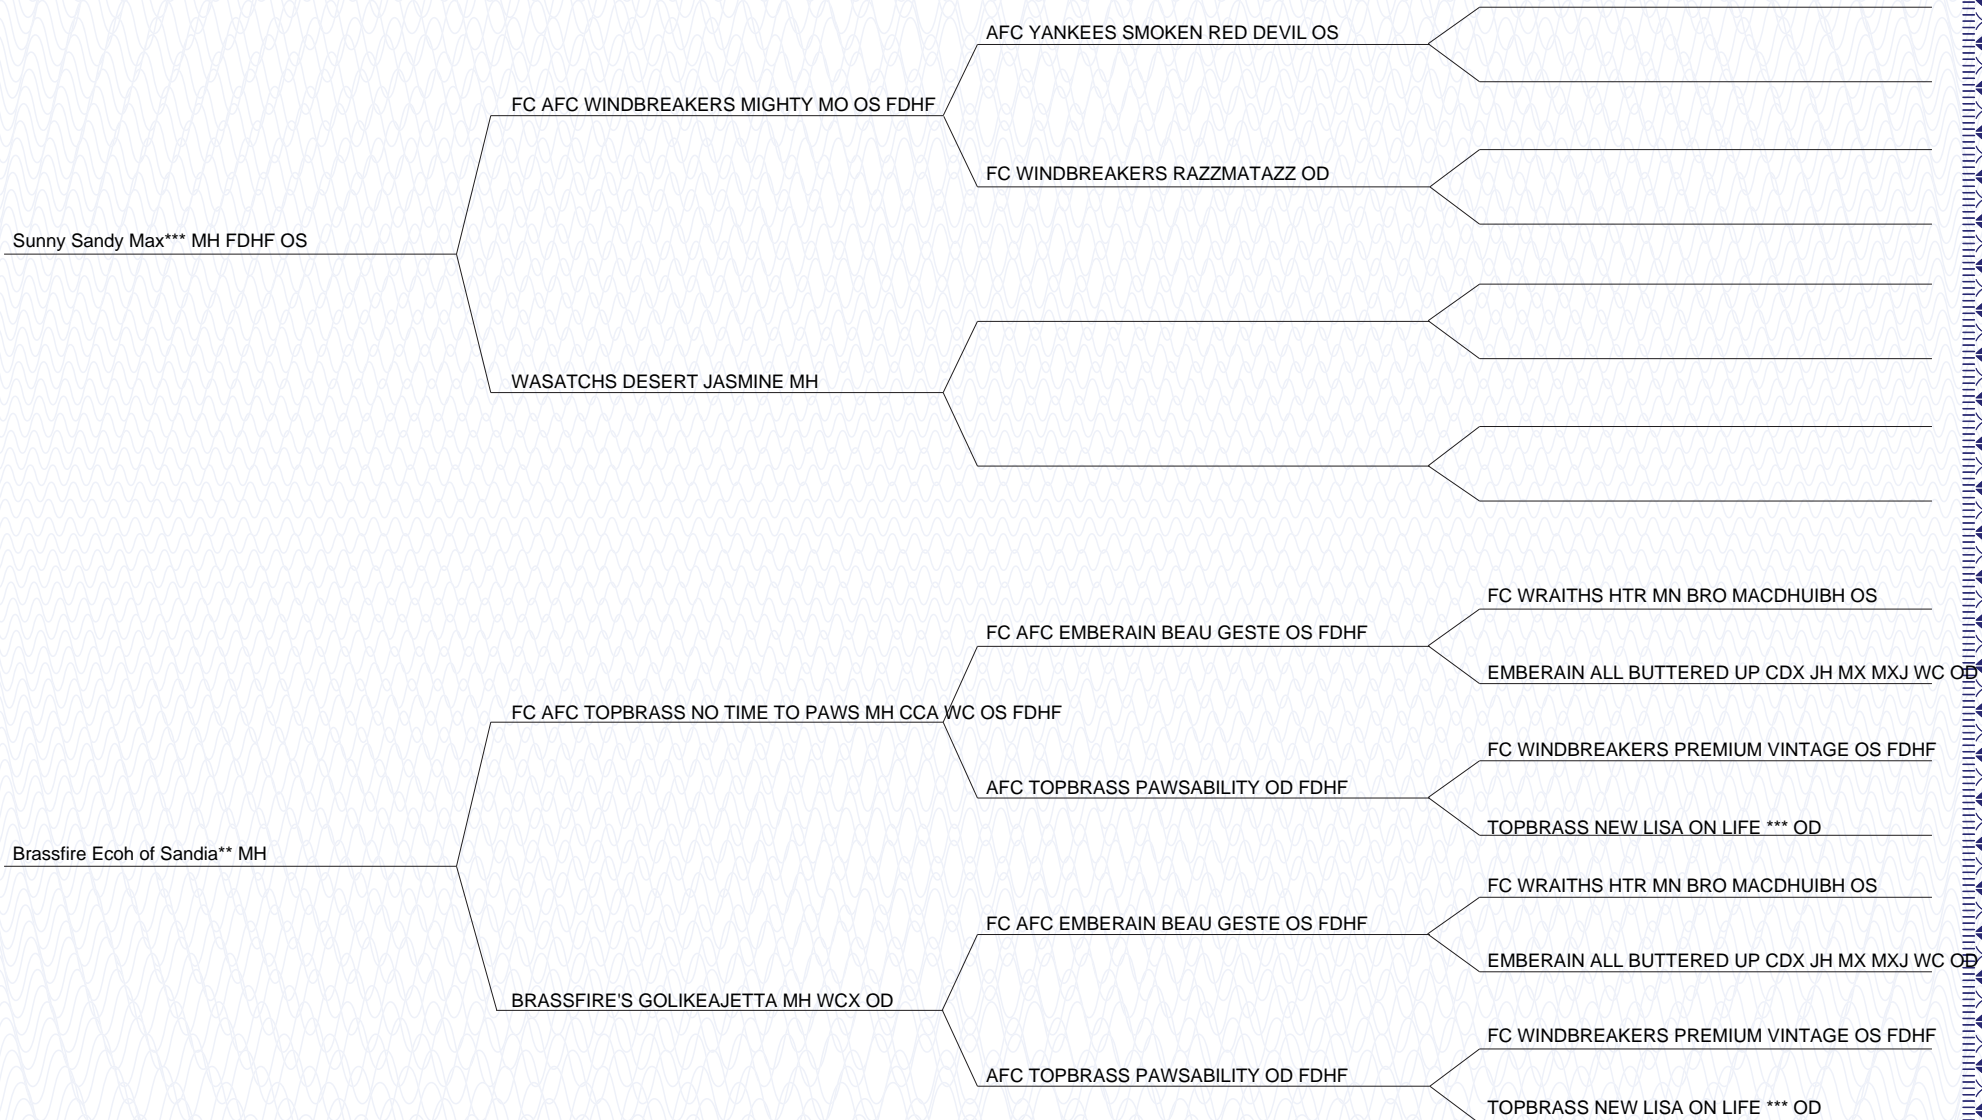 AFC YANKEES SMOKEN RED DEVIL OS
FC AFC WINDBREAKERS MIGHTY MO OS FDHF
FC WINDBREAKERS RAZZMATAZZ OD
Sunny Sandy Max*** MH FDHF OS
WASATCHS DESERT JASMINE MH
FC WRAITHS HTR MN BRO MACDHUIBH OS
FC AFC EMBERAIN BEAU GESTE OS FDHF
EMBERAIN ALL BUTTERED UP CDX JH MX MXJ WC OD
FC AFC TOPBRASS NO TIME TO PAWS MH CCA WC OS FDHF
FC WINDBREAKERS PREMIUM VINTAGE OS FDHF
AFC TOPBRASS PAWSABILITY OD FDHF
TOPBRASS NEW LISA ON LIFE *** OD
Brassfire Ecoh of Sandia** MH
FC WRAITHS HTR MN BRO MACDHUIBH OS
FC AFC EMBERAIN BEAU GESTE OS FDHF
EMBERAIN ALL BUTTERED UP CDX JH MX MXJ WC OD
BRASSFIRE'S GOLIKEAJETTA MH WCX OD
FC WINDBREAKERS PREMIUM VINTAGE OS FDHF
AFC TOPBRASS PAWSABILITY OD FDHF
TOPBRASS NEW LISA ON LIFE *** OD